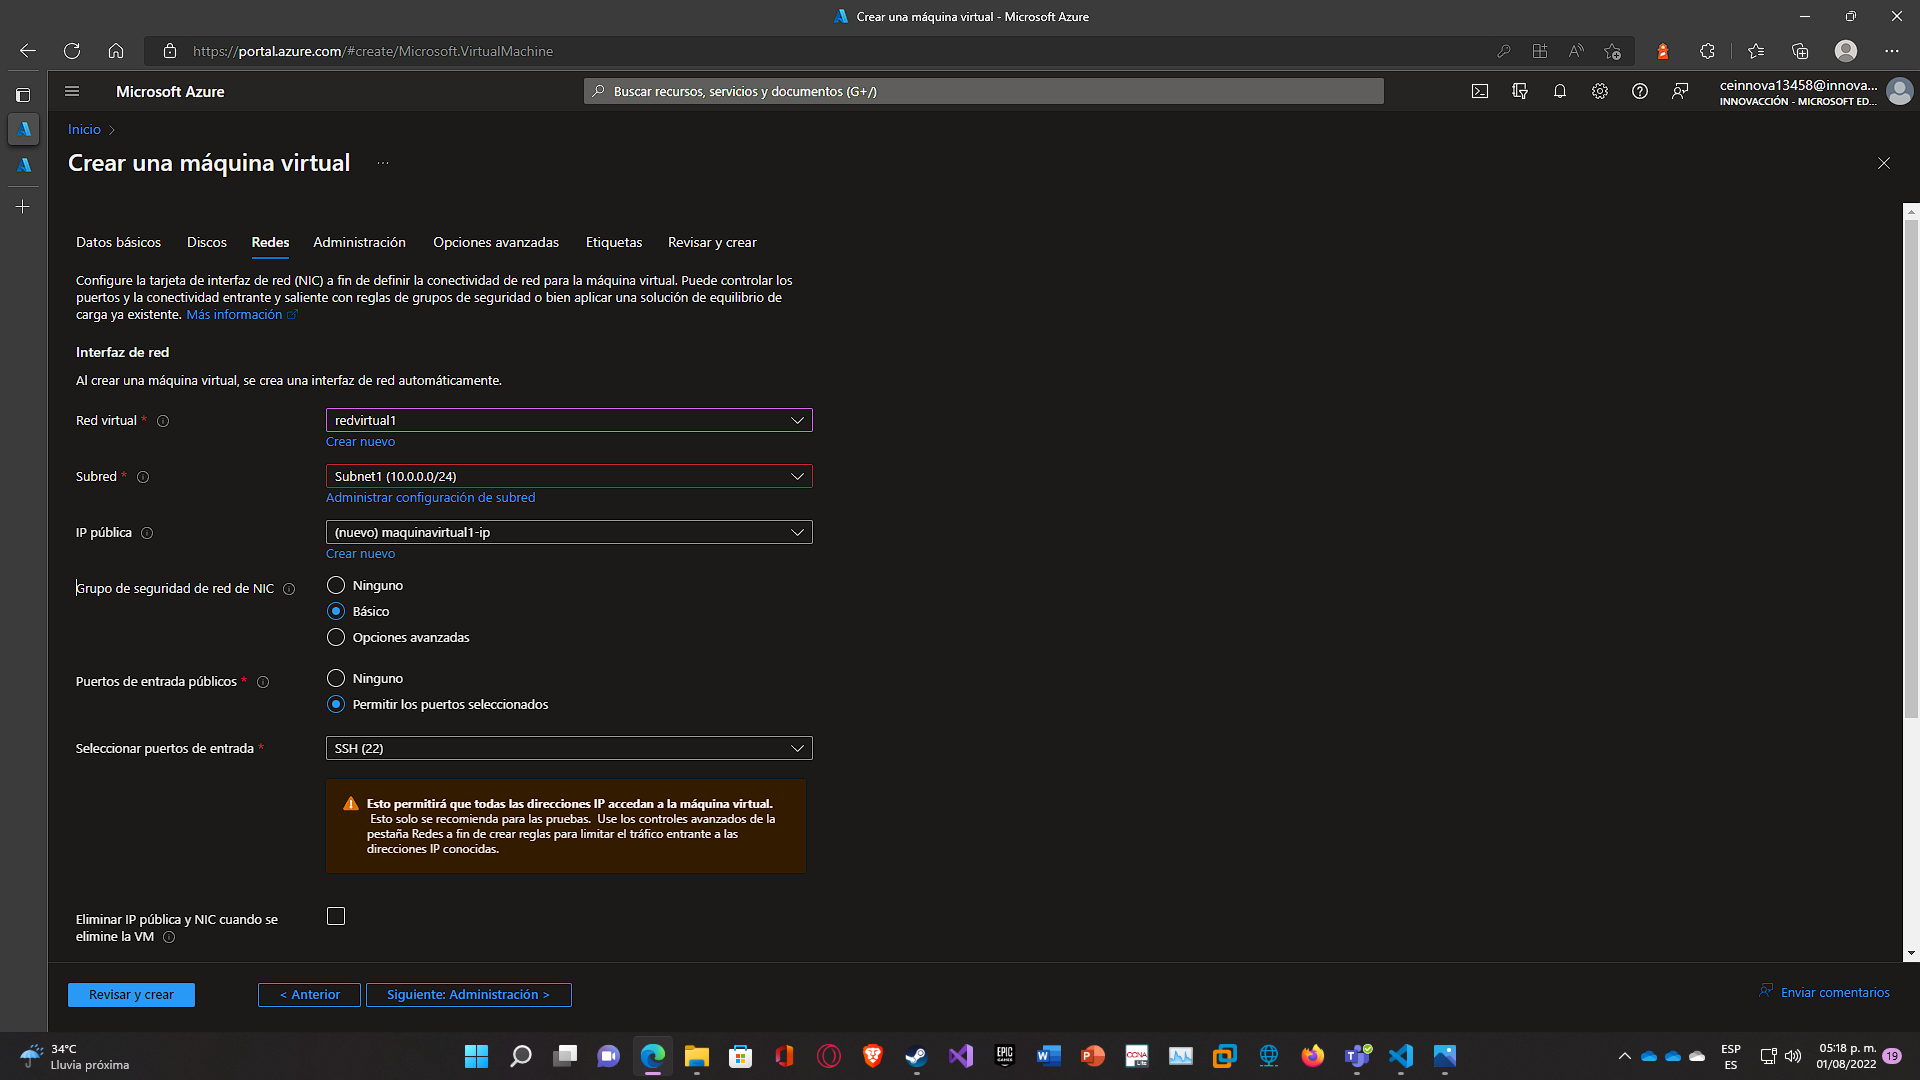 Crear una máquina virtual - Microsoft Azure
https://portal.azure.com/#create/Microsoft.VirtualMachine
Microsoft Azure
Buscar recursos, servicios y documentos (G+/)
ceinnova13458@innova...
INNOVACCIÓN - MICROSOFT ED...
Inicio
Crear una máquina virtual
Datos básicos
Discos
Redes
Administración
Opciones avanzadas
Etiquetas
Revisar y crear
Configure la tarjeta de interfaz de red (NIC) a fin de definir la conectividad de red para la máquina virtual. Puede controlar los
puertos y la conectividad entrante y saliente con reglas de grupos de seguridad o bien aplicar una solución de equilibrio de
carga ya existente. Más información
Interfaz de red
Al crear una máquina virtual, se crea una interfaz de red automáticamente.
Red virtual *
redvirtual1
Crear nuevo
Subred *
Subnet1 (10.0.0.0/24)
Administrar configuración de subred
IP pública
(nuevo) maquinavirtual1-ip
Crear nuevo
Grupo de seguridad de red de NIC
Ninguno
Básico
Opciones avanzadas
Puertos de entrada públicos *
Ninguno
Permitir los puertos seleccionados
Seleccionar puertos de entrada *
SSH (22)
Esto permitirá que todas las direcciones IP accedan a la máquina virtual.
Esto solo se recomienda para las pruebas. Use los controles avanzados de la
pestaña Redes a fin de crear reglas para limitar el tráfico entrante a las
direcciones IP conocidas.
Eliminar IP pública y NIC cuando se
elimine la VM
Revisar y crear
< Anterior
Siguiente: Administración >
Enviar comentarios
34°C
Lluvia próxima
EPIC
GAMES
CCNA
Lite
ESP
ES
05:18 p. m.
01/08/2022
19